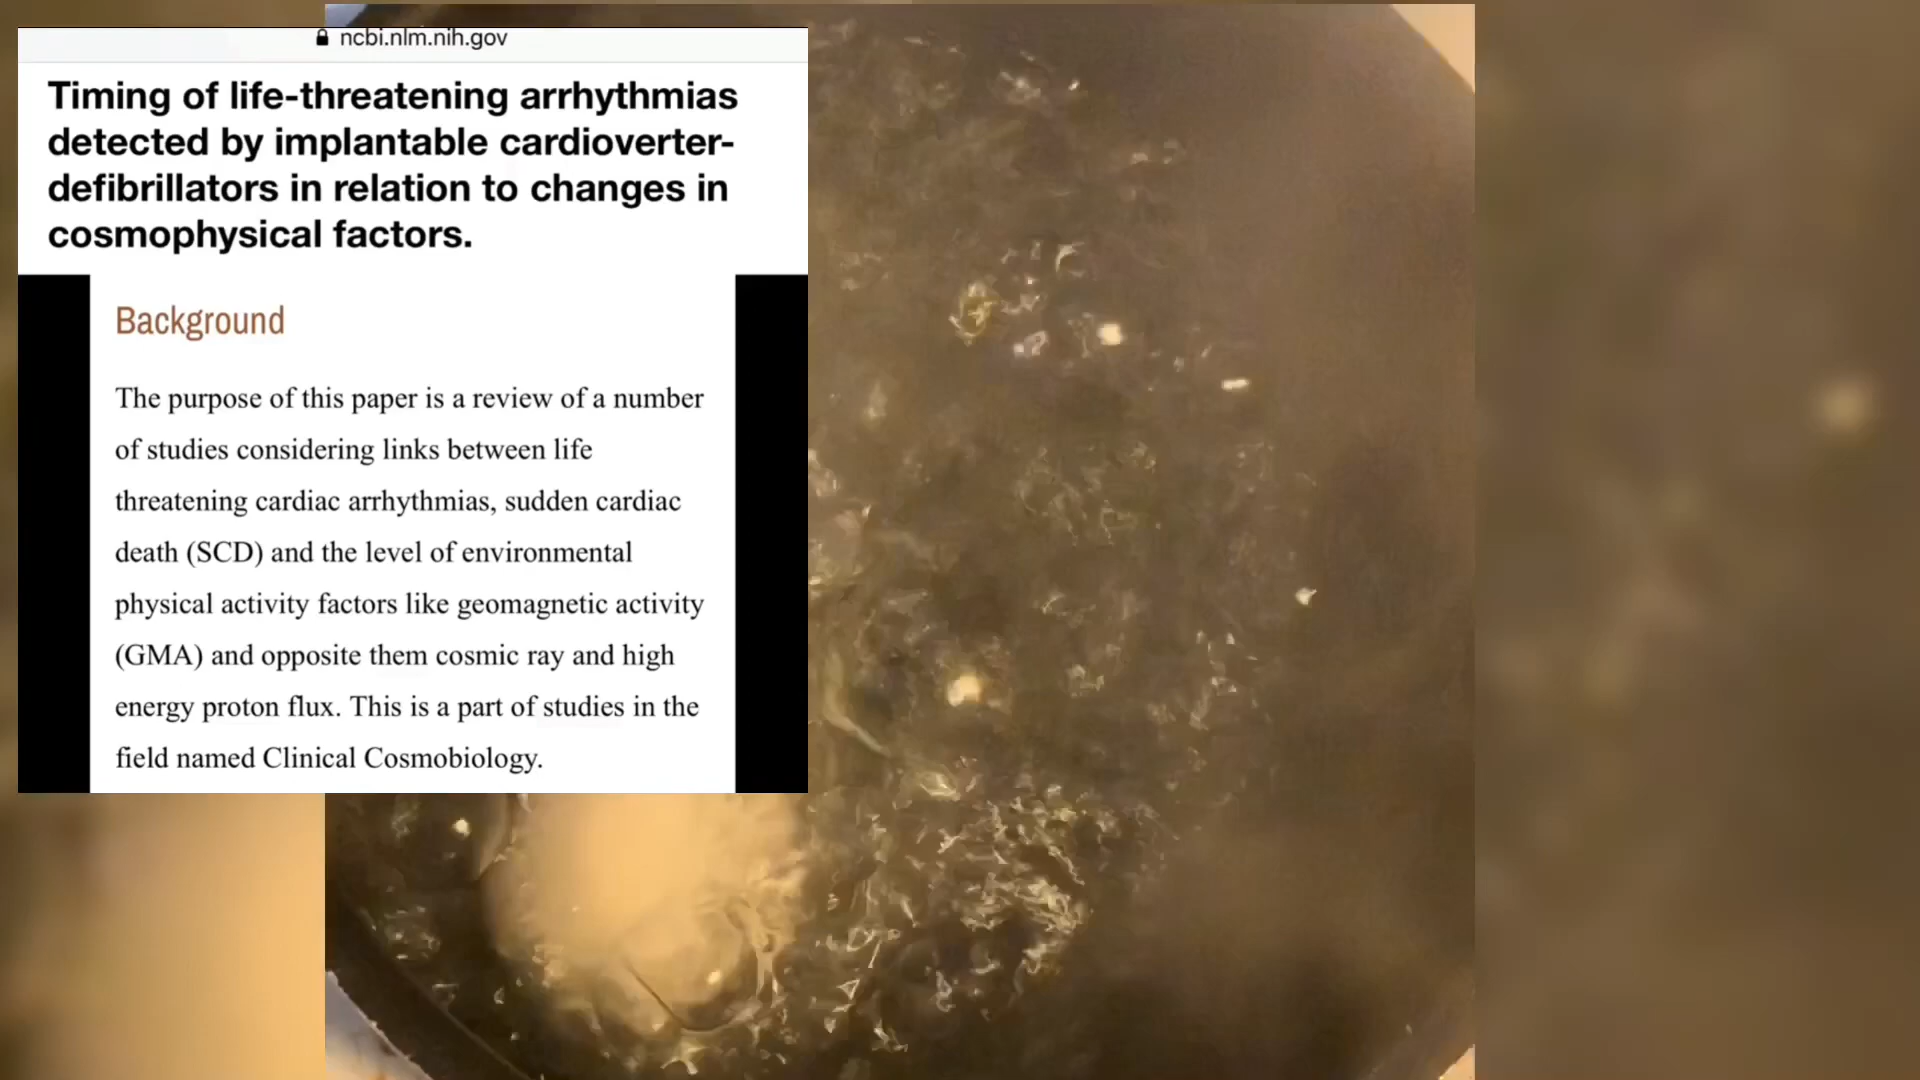 ncbi.nlm.nih.gov
Timing of life-threatening arrhythmias
detected by implantable cardioverter-
defibrillators in relation to changes in
cosmophysical factors.
Background
The purpose of this paper is a review of a number
of studies considering links between life
threatening cardiac arrhythmias, sudden cardiac
death (SCD) and the level of environmental
physical activity factors like geomagnetic activity
(GMA) and opposite them cosmic ray and high
energy proton flux. This is a part of studies in the
field named Clinical Cosmobiology.